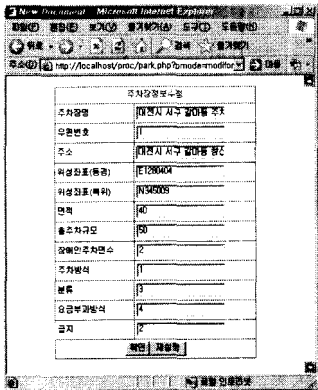 New Document - Microsoft Internet Explorer
파일(F) 편집(E) 보기(V) 즐겨찾기(A) 도구(T) 도움말(H)
뒤로 검색 즐겨찾기
주소(D) http://localhost/proc/park.php?bmode=modifor 이동
주차장정보수정
주차장명 대전시 서구 갈마동 주차
우편번호 1
주소 대전시 서구 갈마동
위성좌표(동경) E1280404
위성좌표(북위) N345009
면적 40
총주차규모 50
장애인주차면수 2
주차방식 1
분류 3
요금부과방식 4
급지 2
확인 재설정
로컬 인트라넷